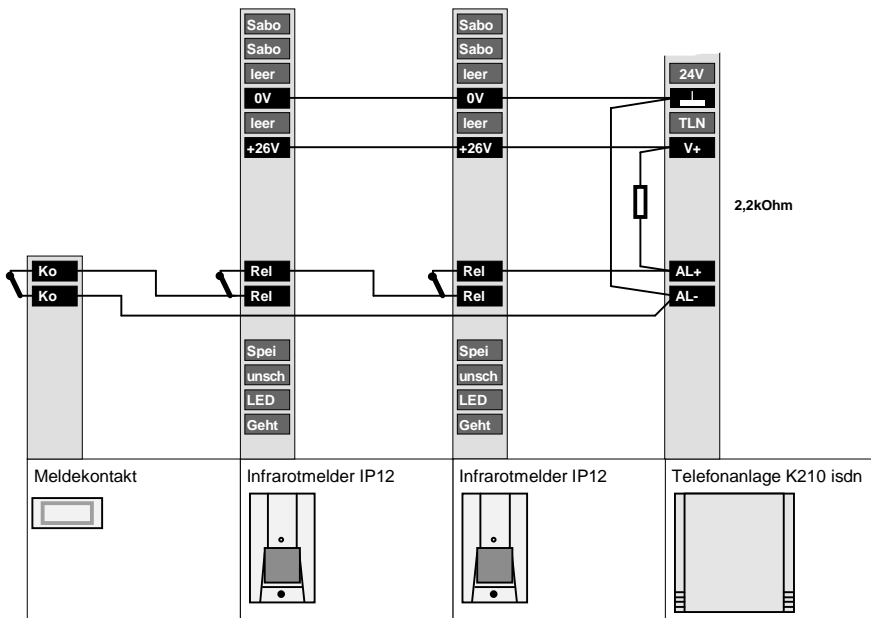 Sabo Sabo
Sabo Sabo
leer leer 24V
0V 0V
leer leer TLN
+26V +26V V+
2,2kOhm
Ko Rel Rel AL+
Ko Rel Rel AL-
Spei Spei
unsch unsch
LED LED
Geht Geht
Meldekontakt Infrarotmelder IP12 Infrarotmelder IP12 Telefonanlage K210 isdn